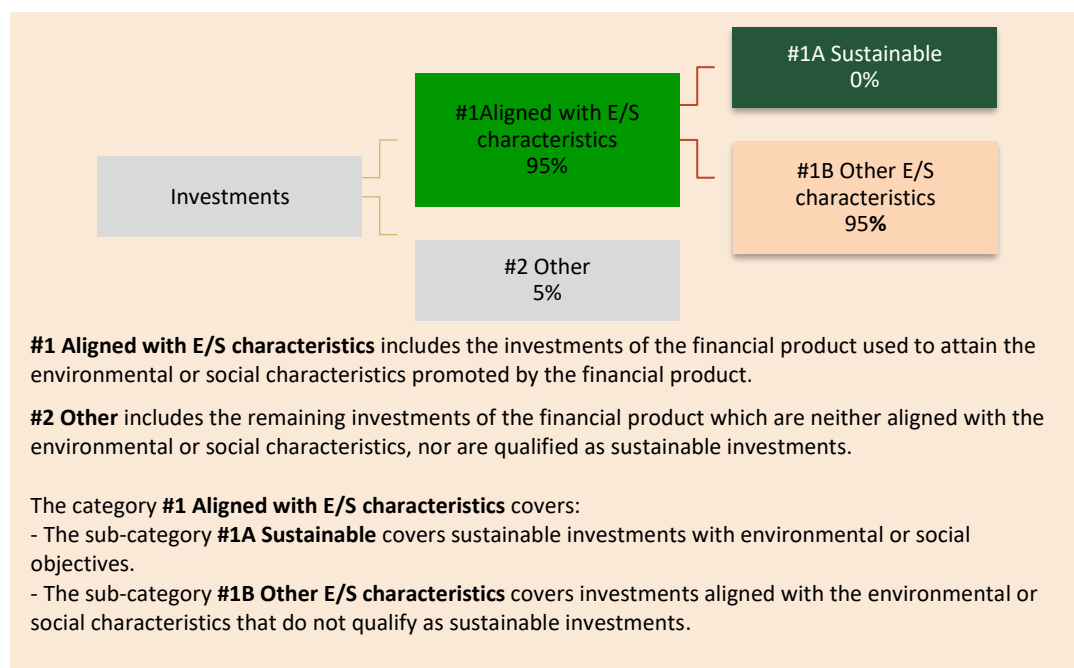 #1A Sustainable
0%
#1Aligned with E/S
characteristics
95%
#1B Other E/S
characteristics
95%
Investments
#2 Other
5%
#1 Aligned with E/S characteristics includes the investments of the financial product used to attain the
environmental or social characteristics promoted by the financial product.
#2 Other includes the remaining investments of the financial product which are neither aligned with the
environmental or social characteristics, nor are qualified as sustainable investments.
The category #1 Aligned with E/S characteristics covers:
- The sub-category #1A Sustainable covers sustainable investments with environmental or social
objectives.
- The sub-category #1B Other E/S characteristics covers investments aligned with the environmental or
social characteristics that do not qualify as sustainable investments.